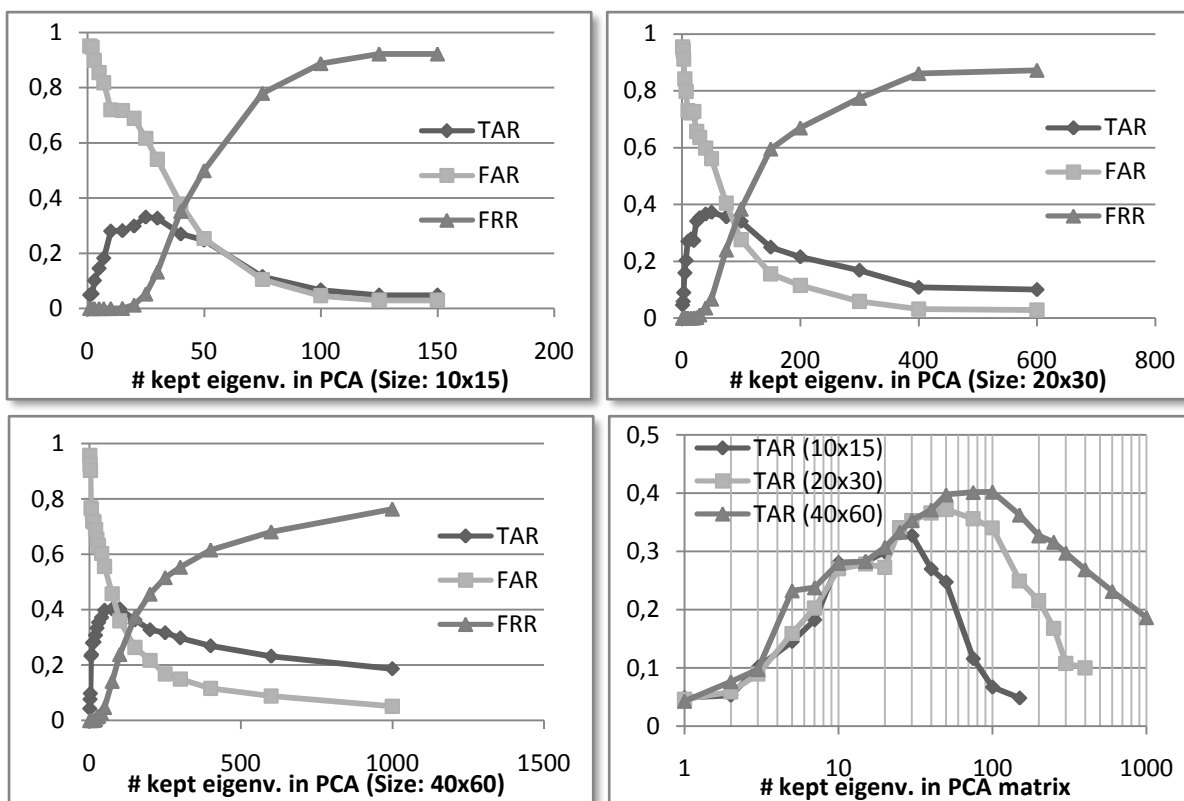 1
0,8
0,6
0,4
0,2
0
TAR
FAR
FRR
0 50 100 150 200
# kept eigenv. in PCA (Size: 10x15)
1
0,8
0,6
0,4
0,2
0
TAR
FAR
FRR
0 200 400 600 800
# kept eigenv. in PCA (Size: 20x30)
1
0,8
0,6
0,4
0,2
0
TAR
FAR
FRR
0 500 1000 1500
# kept eigenv. in PCA (Size: 40x60)
0,5
0,4
0,3
0,2
0,1
0
TAR (10x15)
TAR (20x30)
TAR (40x60)
1 10 100 1000
# kept eigenv. in PCA matrix